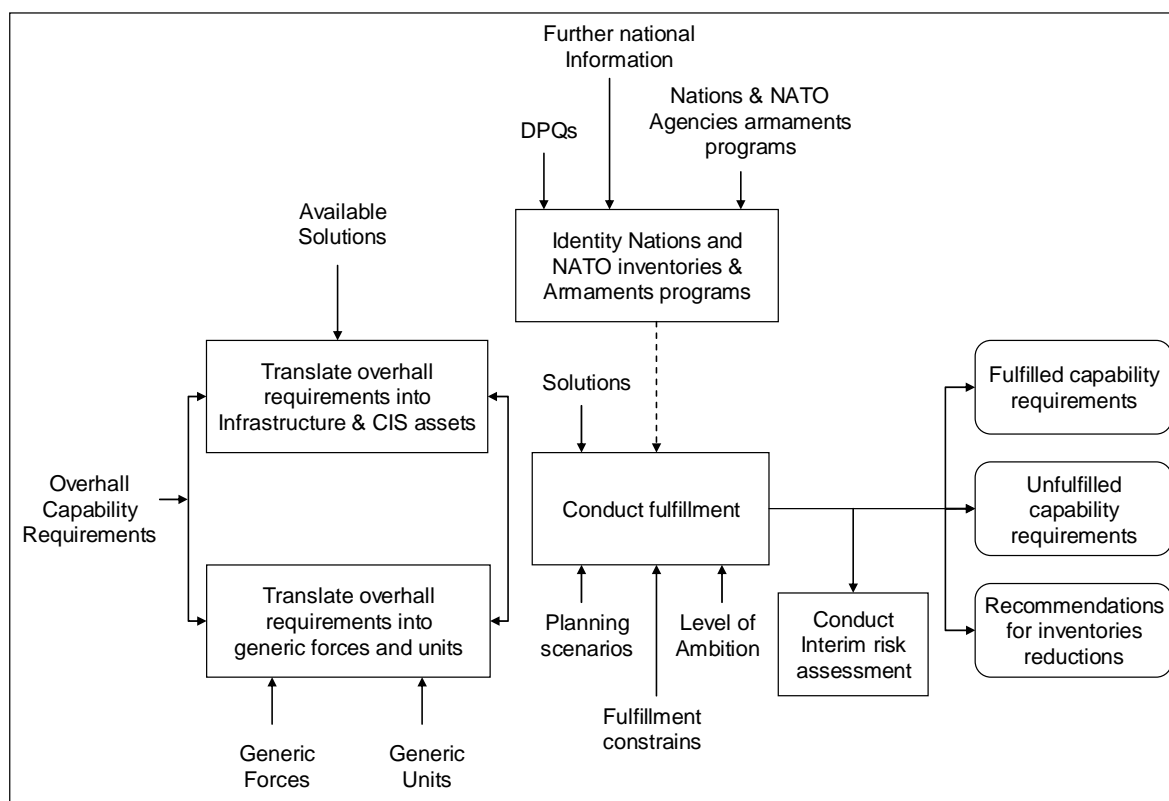 Further national
Information
Nations & NATO
Agencies armaments
programs
DPQs
Available
Solutions
Identity Nations and
NATO inventories &
Armaments programs
Translate overhall
requirements into
Infrastructure & CIS assets
Solutions
Fulfilled capability
requirements
Overhall
Capability
Requirements
Conduct fulfillment
Unfulfilled
capability
requirements
Translate overhall
requirements into
generic forces and units
Planning
scenarios
Level of
Ambition
Conduct
Interim risk
assessment
Recommendations
for inventories
reductions
Fulfillment
constrains
Generic
Forces
Generic
Units